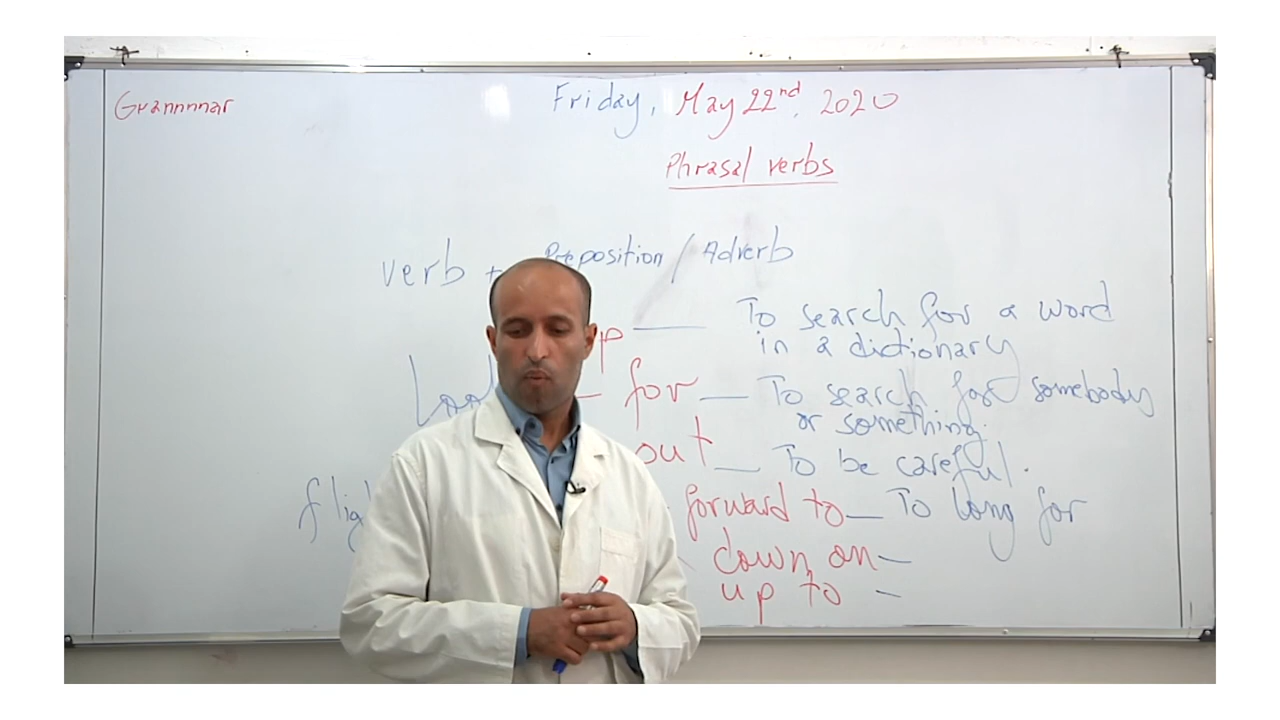 Grammar
Friday, May 22nd, 2020
Phrasal verbs
verb + Preposition / Adverb
To search for a word
in a dictionary
for — To search for somebody
or something.
out — To be careful.
forward to — To long for
down on —
up to —